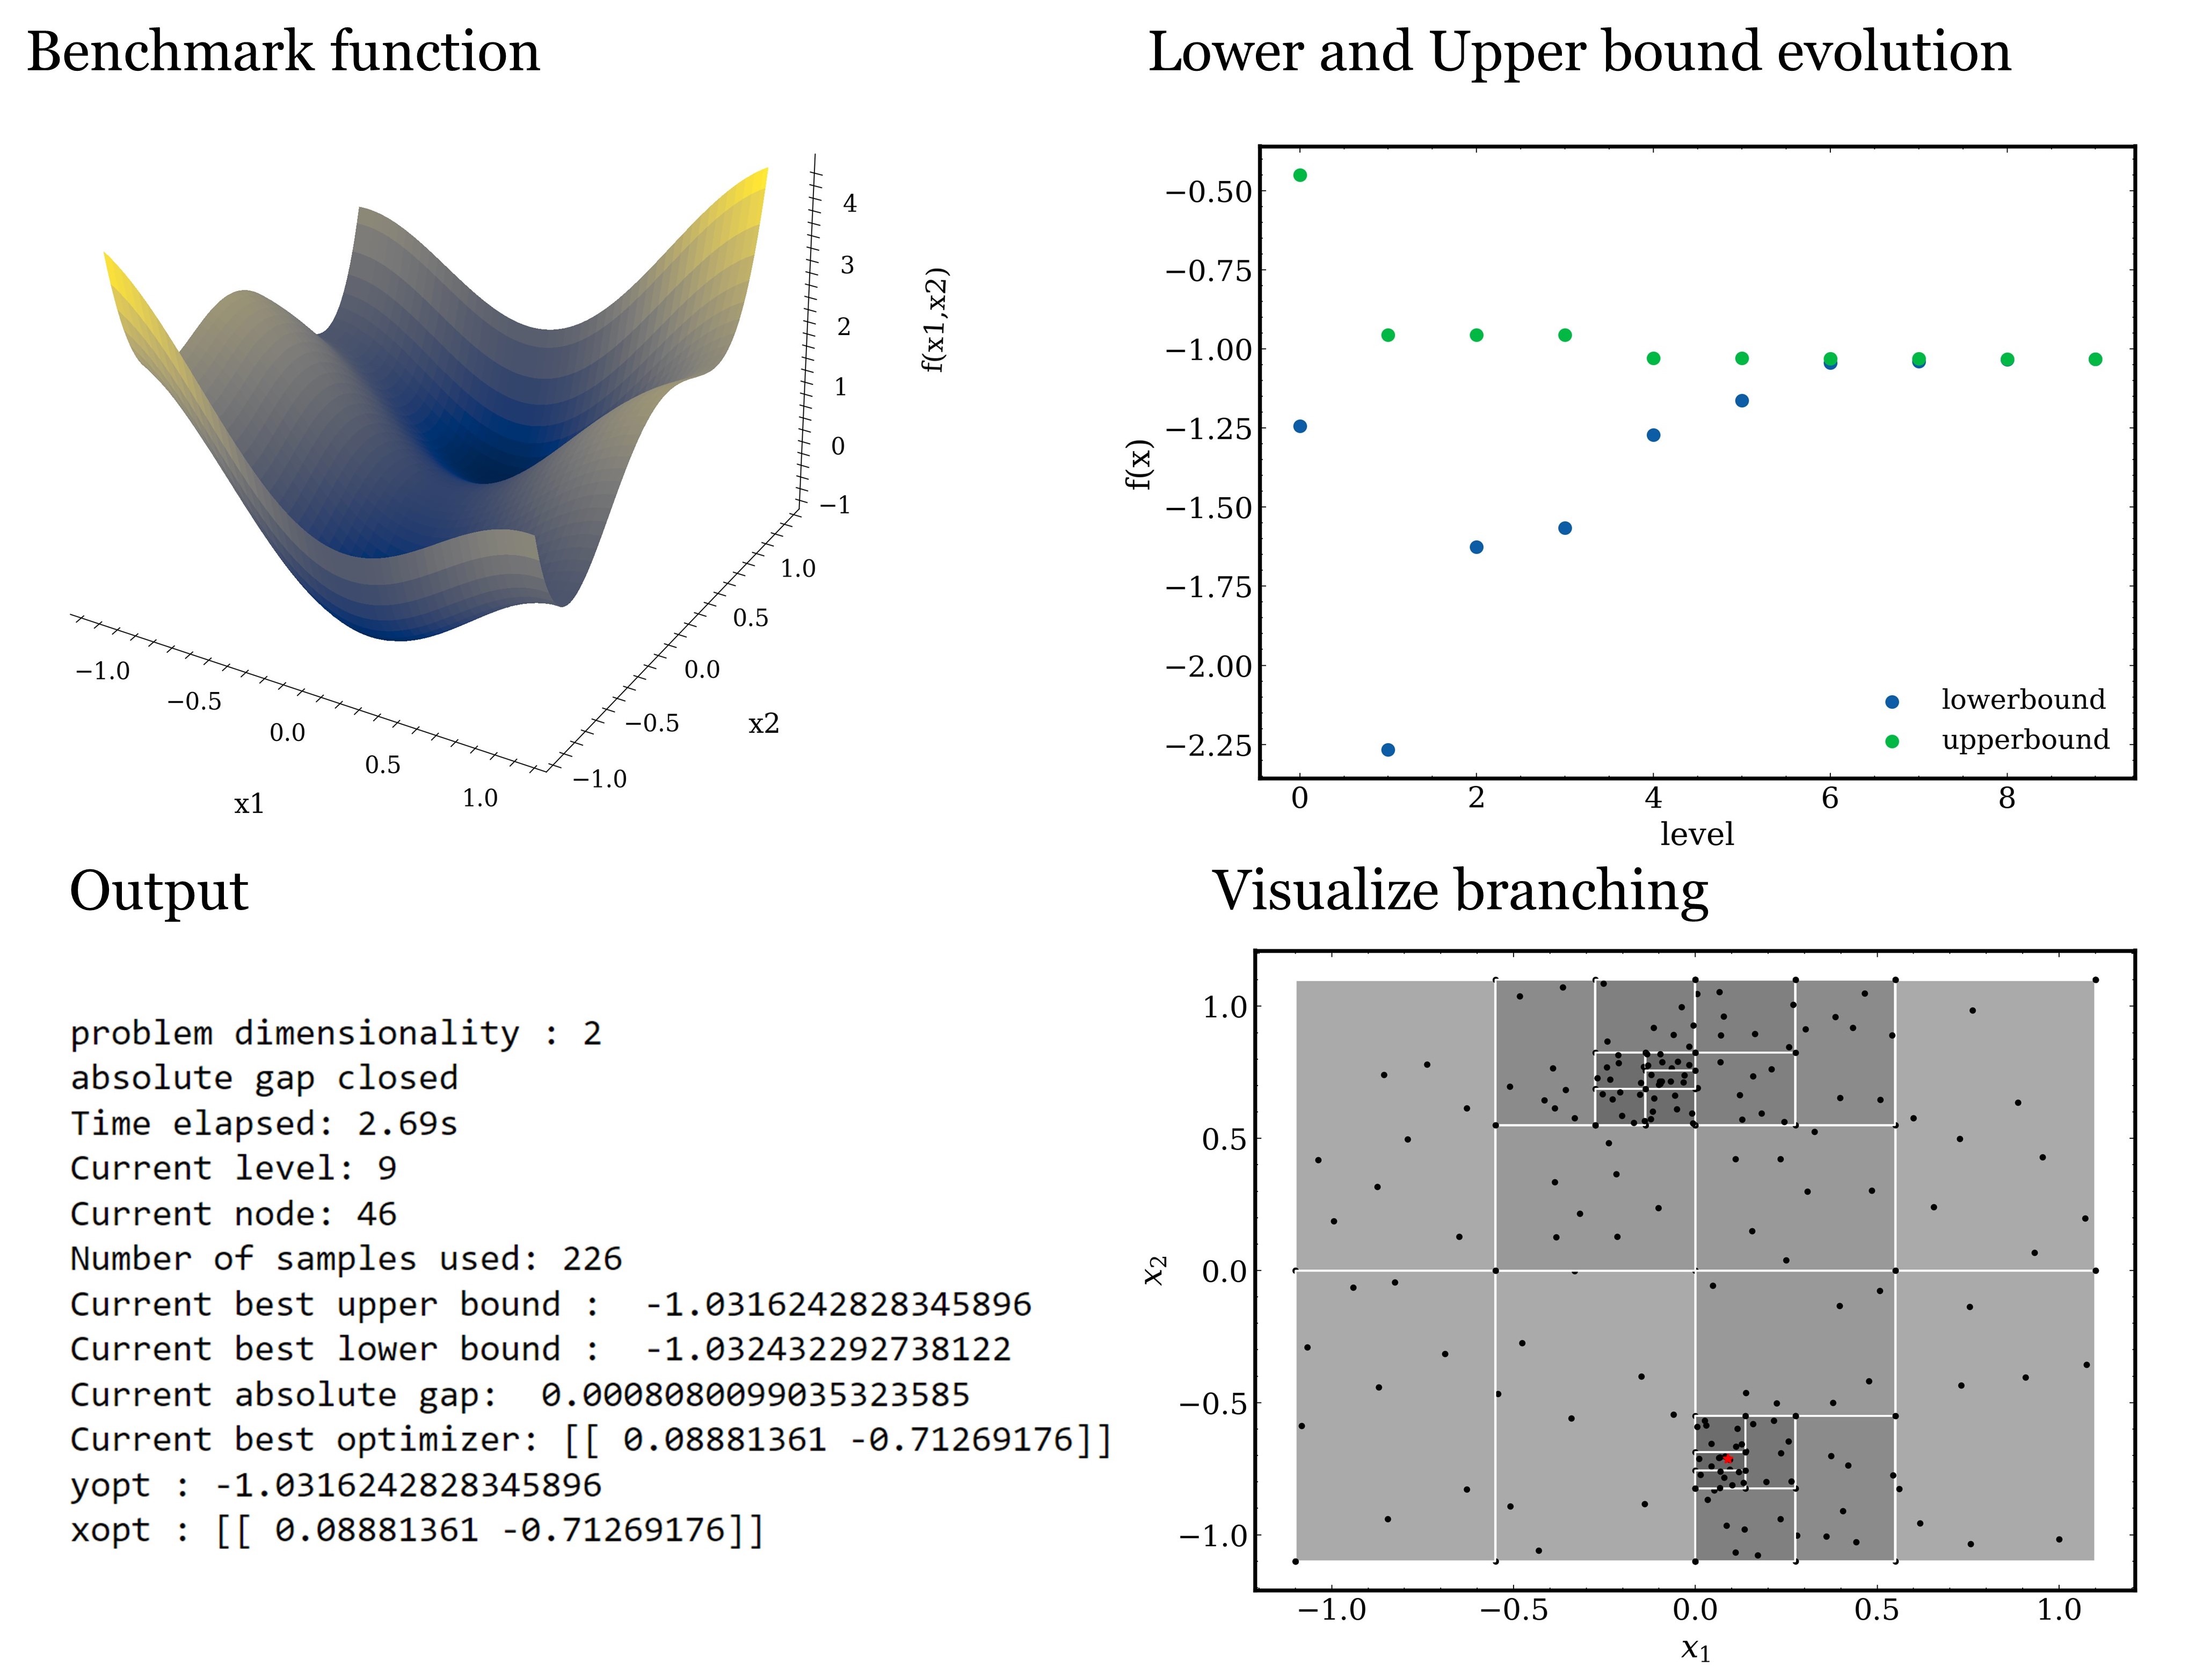 Benchmark function
4
3
2
1
0
−1
f(x1,x2)
−1.0
−0.5
0.0
0.5
1.0
x1
−1.0
−0.5
0.0
0.5
1.0
x2
Lower and Upper bound evolution
−0.50
−0.75
−1.00
−1.25
−1.50
−1.75
−2.00
−2.25
f(x)
lowerbound
upperbound
0 2 4 6 8
level
Output
problem dimensionality : 2
absolute gap closed
Time elapsed: 2.69s
Current level: 9
Current node: 46
Number of samples used: 226
Current best upper bound :  -1.0316242828345896
Current best lower bound :  -1.032432292738122
Current absolute gap:  0.0008080099035323585
Current best optimizer: [[ 0.08881361 -0.71269176]]
yopt : -1.0316242828345896
xopt : [[ 0.08881361 -0.71269176]]
Visualize branching
1.0
0.5
0.0
−0.5
−1.0
x₂
−1.0 −0.5 0.0 0.5 1.0
x₁